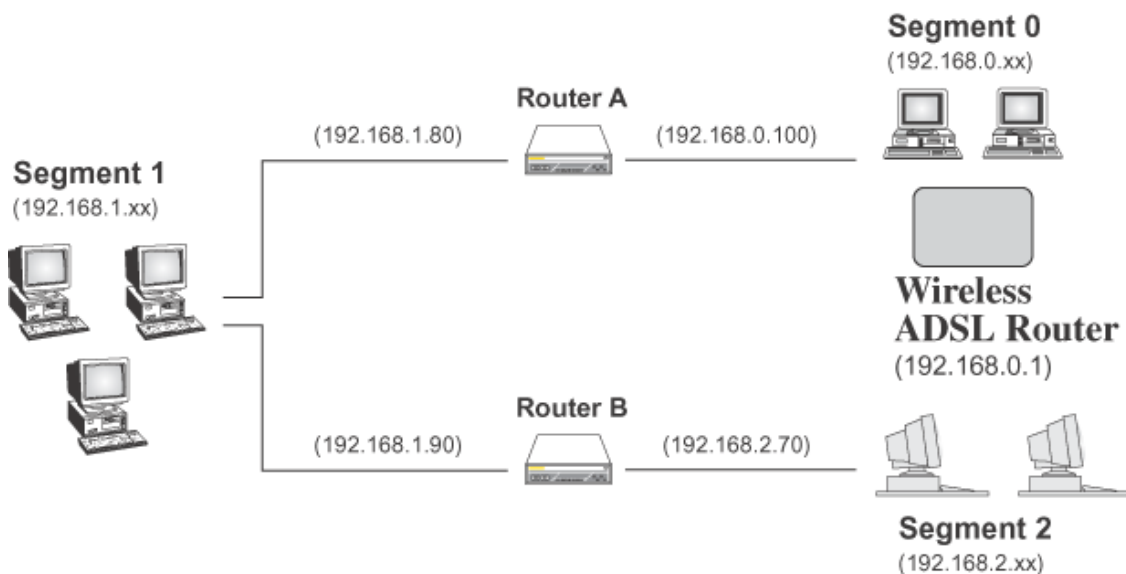 Segment 0
(192.168.0.xx)
Router A
(192.168.1.80)
(192.168.0.100)
Segment 1
(192.168.1.xx)
Wireless
ADSL Router
(192.168.0.1)
Router B
(192.168.1.90)
(192.168.2.70)
Segment 2
(192.168.2.xx)